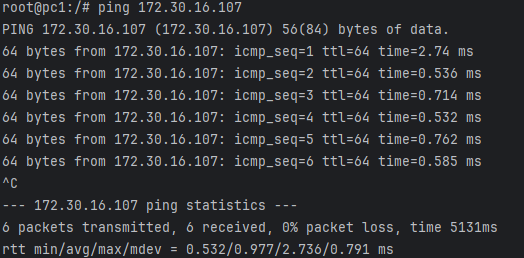 root@pc1:/# ping 172.30.16.107
PING 172.30.16.107 (172.30.16.107) 56(84) bytes of data.
64 bytes from 172.30.16.107: icmp_seq=1 ttl=64 time=2.74 ms
64 bytes from 172.30.16.107: icmp_seq=2 ttl=64 time=0.536 ms
64 bytes from 172.30.16.107: icmp_seq=3 ttl=64 time=0.714 ms
64 bytes from 172.30.16.107: icmp_seq=4 ttl=64 time=0.532 ms
64 bytes from 172.30.16.107: icmp_seq=5 ttl=64 time=0.762 ms
64 bytes from 172.30.16.107: icmp_seq=6 ttl=64 time=0.585 ms
^C
--- 172.30.16.107 ping statistics ---
6 packets transmitted, 6 received, 0% packet loss, time 5131ms
rtt min/avg/max/mdev = 0.532/0.977/2.736/0.791 ms